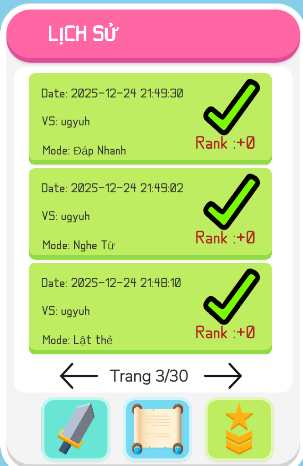 LỊCH SỬ
Date: 2025-12-24 21:49:30
VS: ugyuh
Mode: Đáp Nhanh
Rank :+0
Date: 2025-12-24 21:49:02
VS: ugyuh
Mode: Nghe Từ
Rank :+0
Date: 2025-12-24 21:48:10
VS: ugyuh
Mode: Lật thẻ
Rank :+0
Trang 3/30